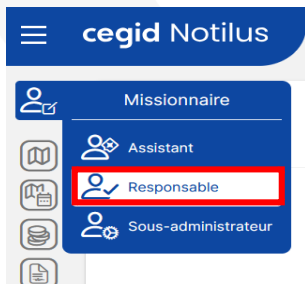 cegid Notilus
Missionnaire
Assistant
Responsable
Sous-administrateur